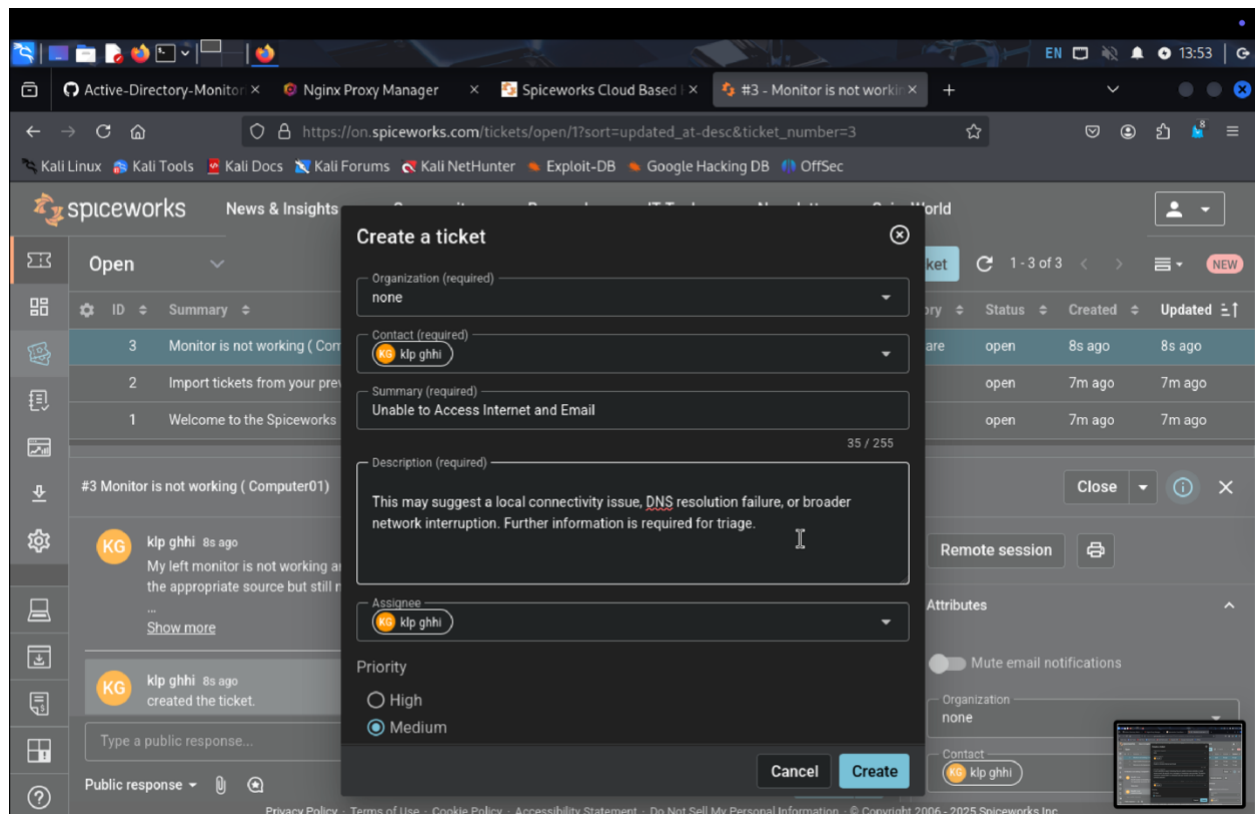 EN 13:53
Active-Directory-Monitor Nginx Proxy Manager Spiceworks Cloud Based #3 - Monitor is not workin
https://on.spiceworks.com/tickets/open/1?sort=updated_at-desc&ticket_number=3
8
Kali Linux Kali Tools Kali Docs Kali Forums Kali NetHunter Exploit-DB Google Hacking DB OffSec
spiceworks News & Insights World
Open ket 1 - 3 of 3 NEW
ID Summary ory Status Created Updated
3 Monitor is not working ( Com are open 8s ago 8s ago
2 Import tickets from your prev open 7m ago 7m ago
1 Welcome to the Spiceworks open 7m ago 7m ago
#3 Monitor is not working ( Computer01) Close
KG klp ghhi 8s ago
My left monitor is not working a
the appropriate source but still n
...
Show more
KG klp ghhi 8s ago
created the ticket.
Type a public response...
Public response
Create a ticket
Organization (required)
none
Contact (required)
KG klp ghhi
Summary (required)
Unable to Access Internet and Email
35 / 255
Description (required)
This may suggest a local connectivity issue, DNS resolution failure, or broader
network interruption. Further information is required for triage.
Assignee
KG klp ghhi
Priority
High
Medium
Cancel Create
Remote session
Attributes
Mute email notifications
Organization
none
Contact
KG klp ghhi
Privacy Policy - Terms of Use - Cookie Policy - Accessibility Statement - Do Not Sell My Personal Information - © Copyright 2006 - 2025 Spiceworks Inc.